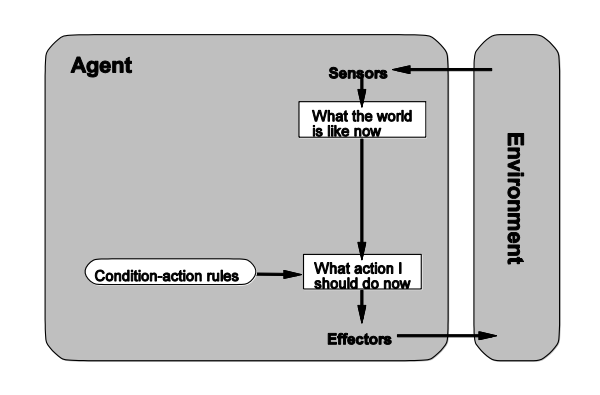 Agent
Sensors
What the world
is like now
Environment
Condition-action rules
What action I
should do now
Effectors